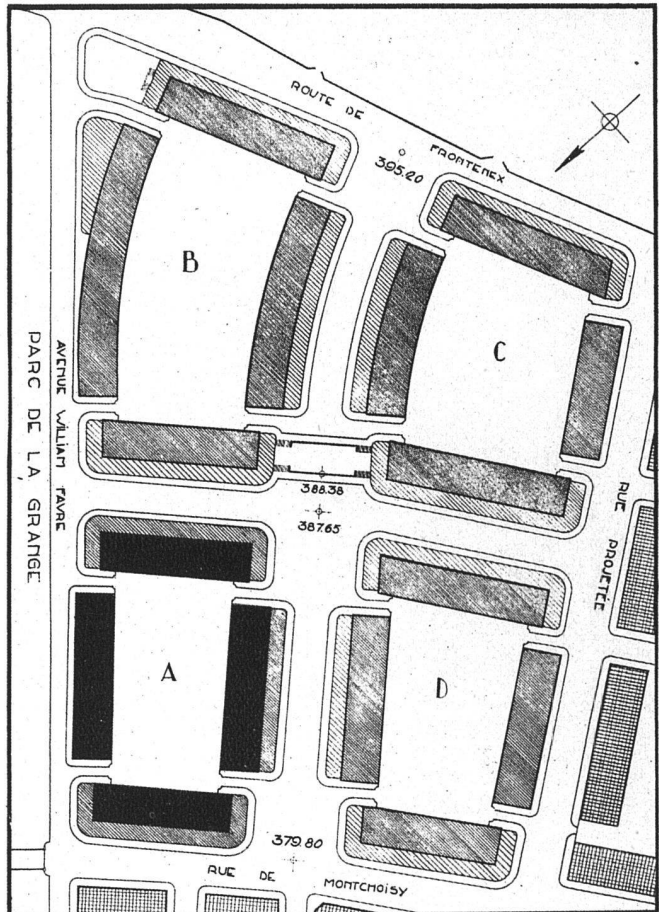 ROUTE DE
FRONTENEX
395.20
B
C
PARC DE LA GRANGE
AVENUE WILLIAM FAVRE
388.38
387.65
RUE PROJETÉE
A
D
379.80
RUE DE
MONTCHOISY